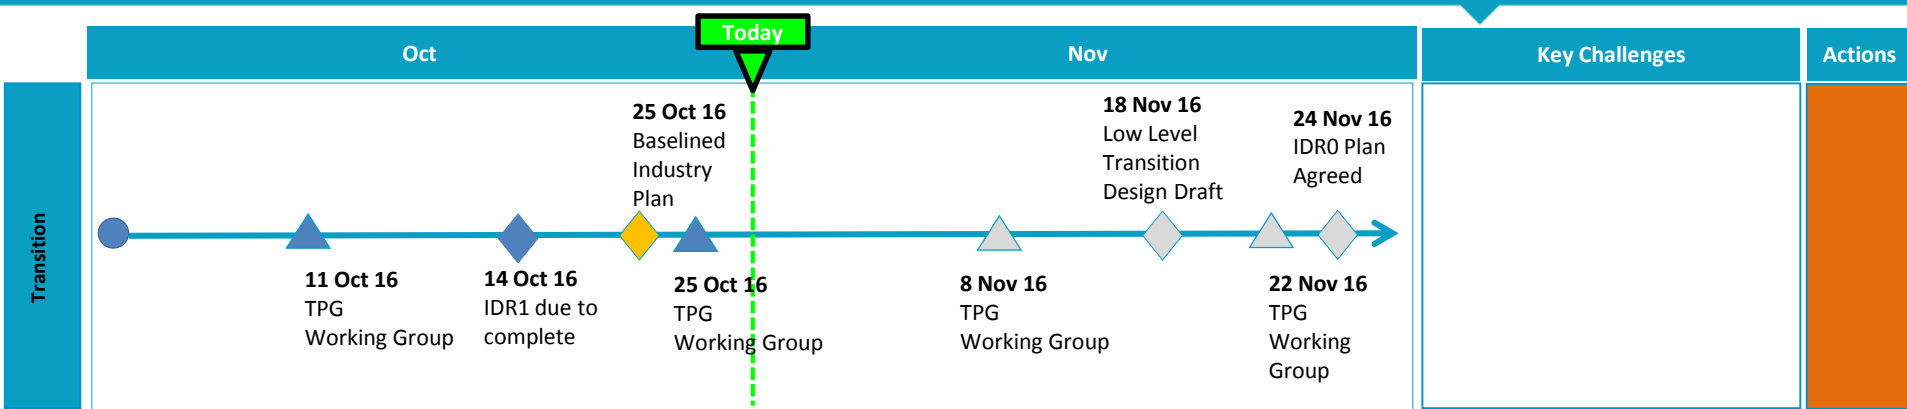 Today
Oct
Nov
Key Challenges
Actions
Transition
25 Oct 16
Baselined
Industry
Plan
18 Nov 16
Low Level
Transition
Design Draft
24 Nov 16
IDR0 Plan
Agreed
11 Oct 16
TPG
Working Group
14 Oct 16
IDR1 due to
complete
25 Oct 16
TPG
Working Group
8 Nov 16
TPG
Working Group
22 Nov 16
TPG
Working
Group